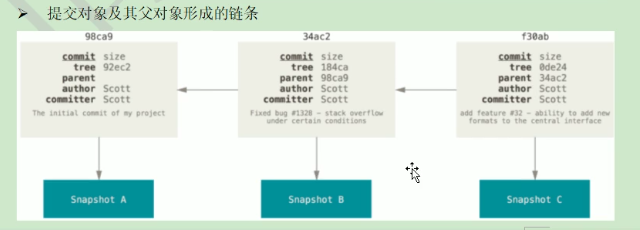 ➤ 提交对象及其父对象形成的链条
98ca9
commit size
tree 92ec2
parent
author Scott
committer Scott
The initial commit of my project
Snapshot A
34ac2
commit size
tree 184ca
parent 98ca9
author Scott
committer Scott
Fixed bug #1328 – stack overflow
under certain conditions
Snapshot B
f30ab
commit size
tree 0de24
parent 34ac2
author Scott
committer Scott
add feature #32 – ability to add new
formats to the central interface
Snapshot C